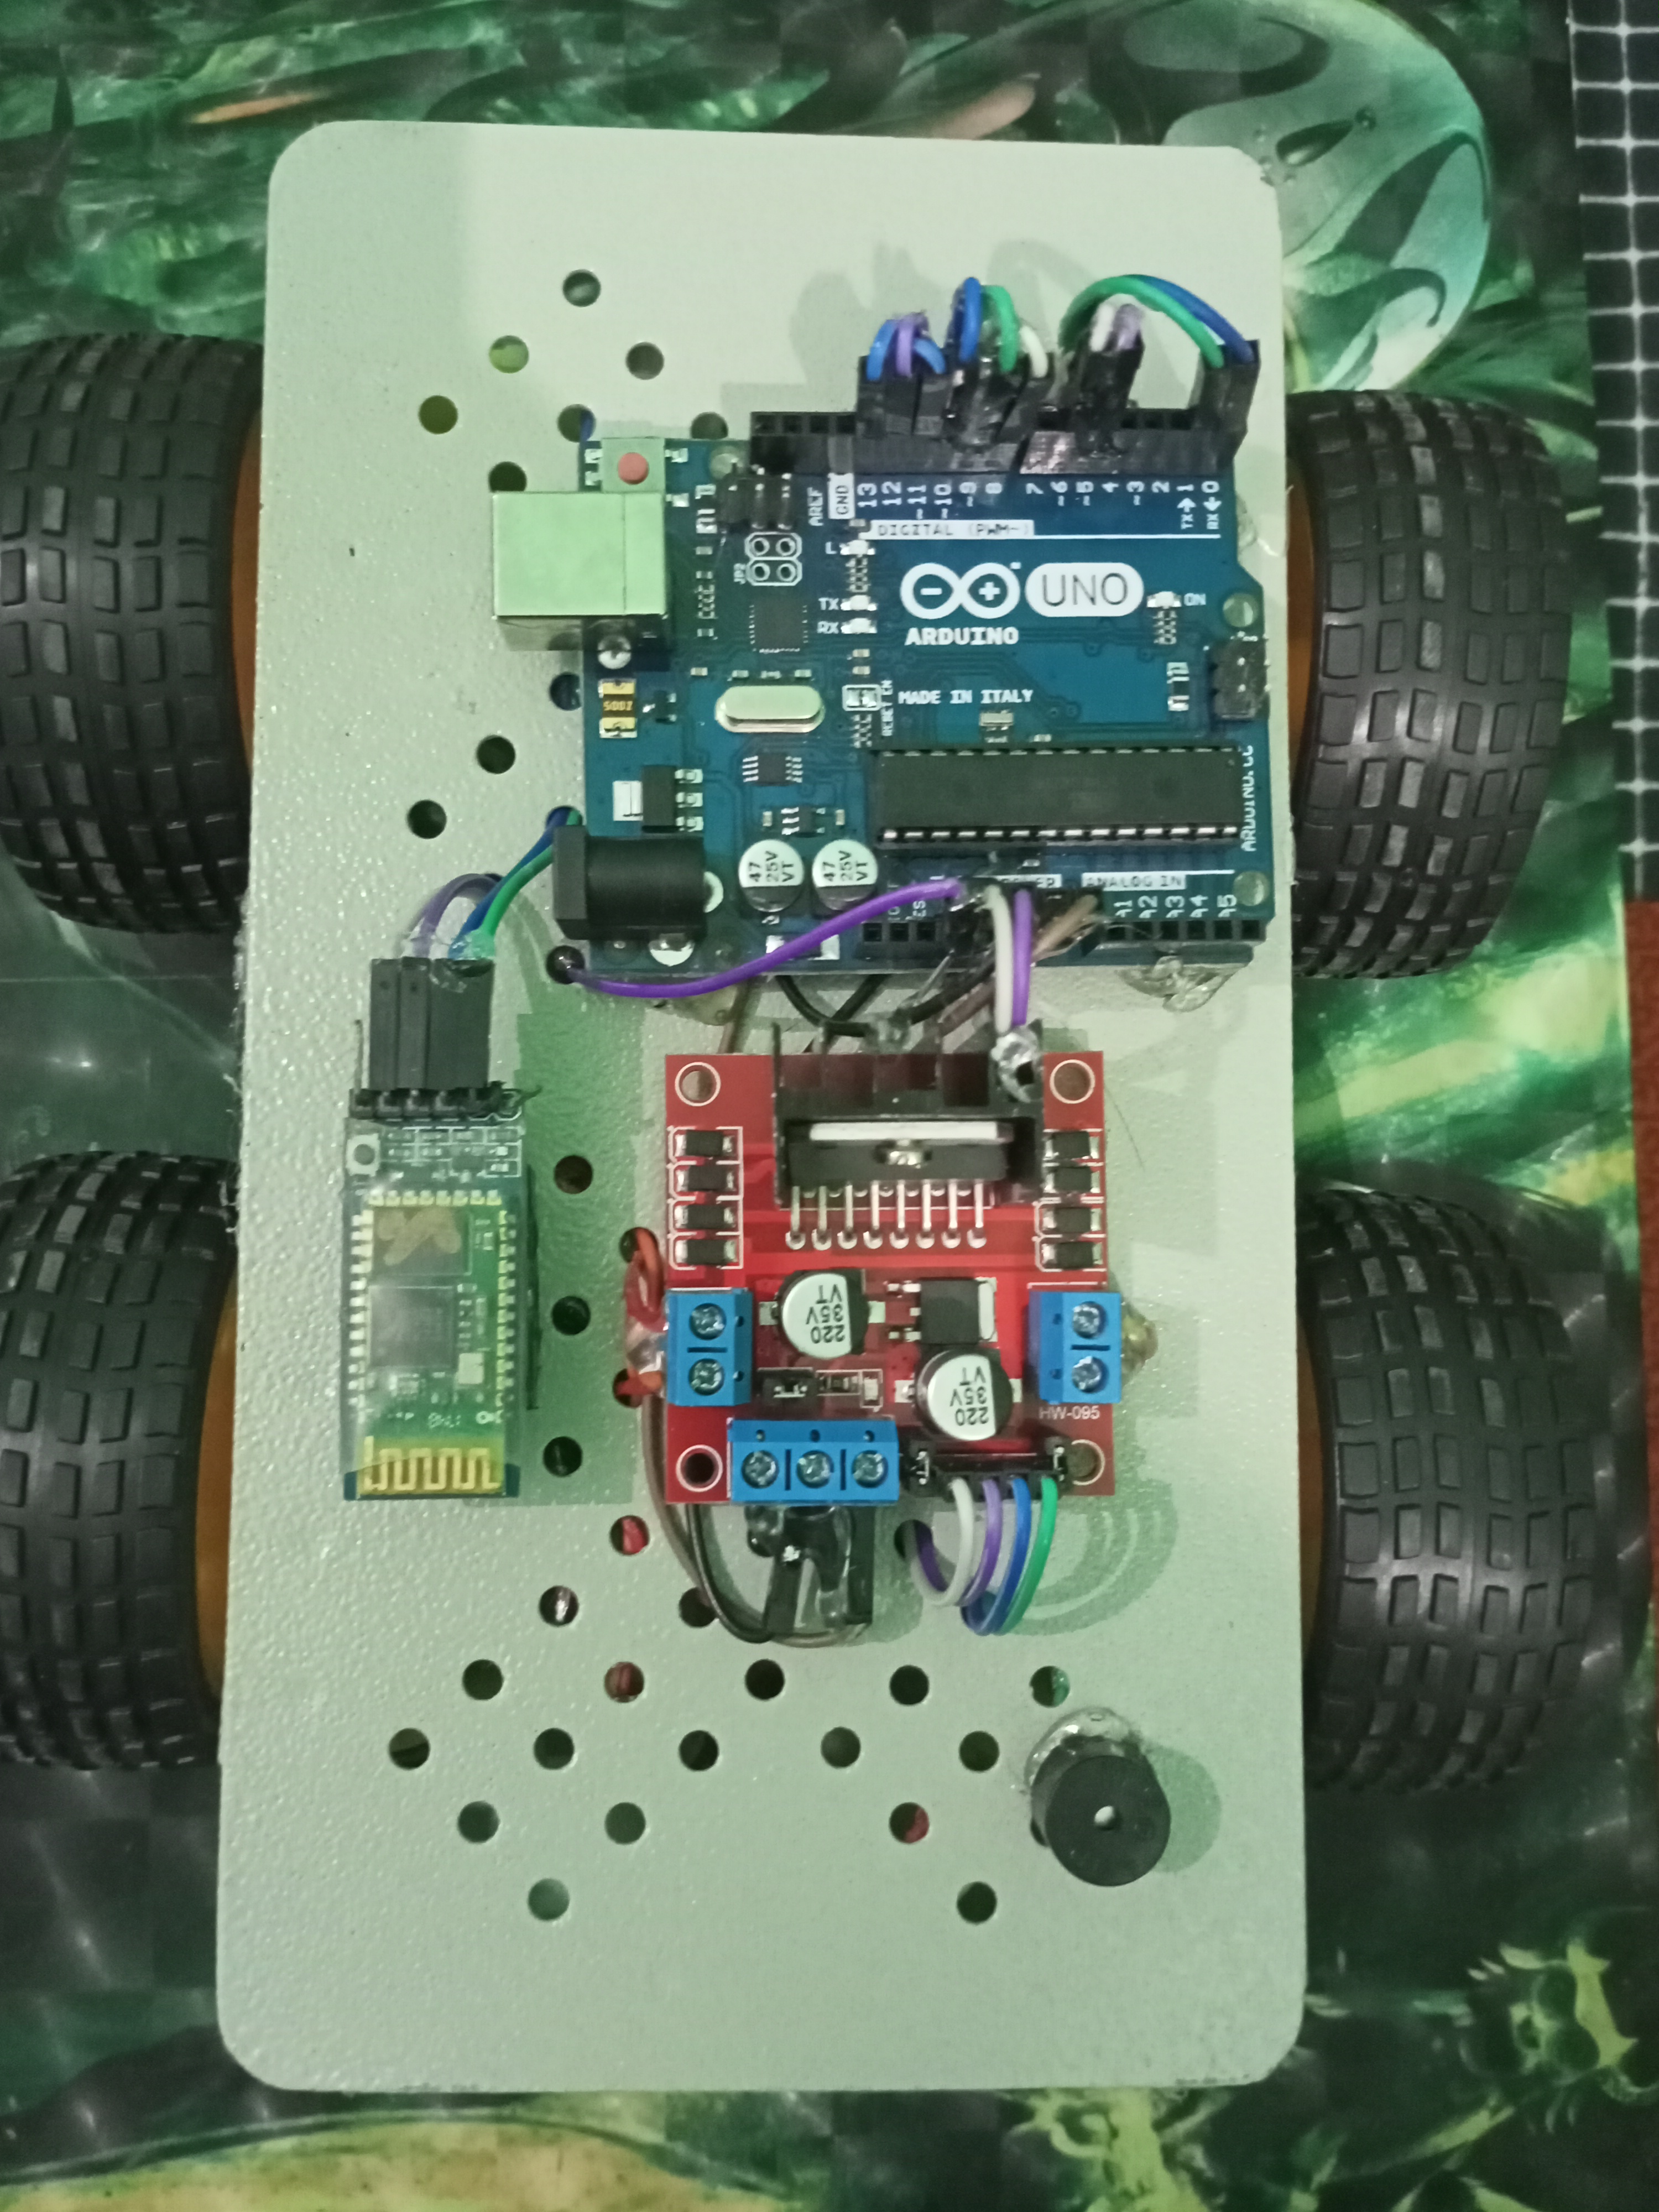 AREF
GND
13
12
~11
~10
~9
8
7
~6
~5
4
~3
2
TX→1
RX←0
DIGITAL (PWM~)
L
TX
RX
UNO
ON
ARDUINO
MADE IN ITALY
RESET EN
JP2
ARDUINO.CC
47
25V
VT
47
25V
VT
ANALOG IN
A1
A2
A3
A4
A5
220
35V
VT
220
35V
VT
HW-095